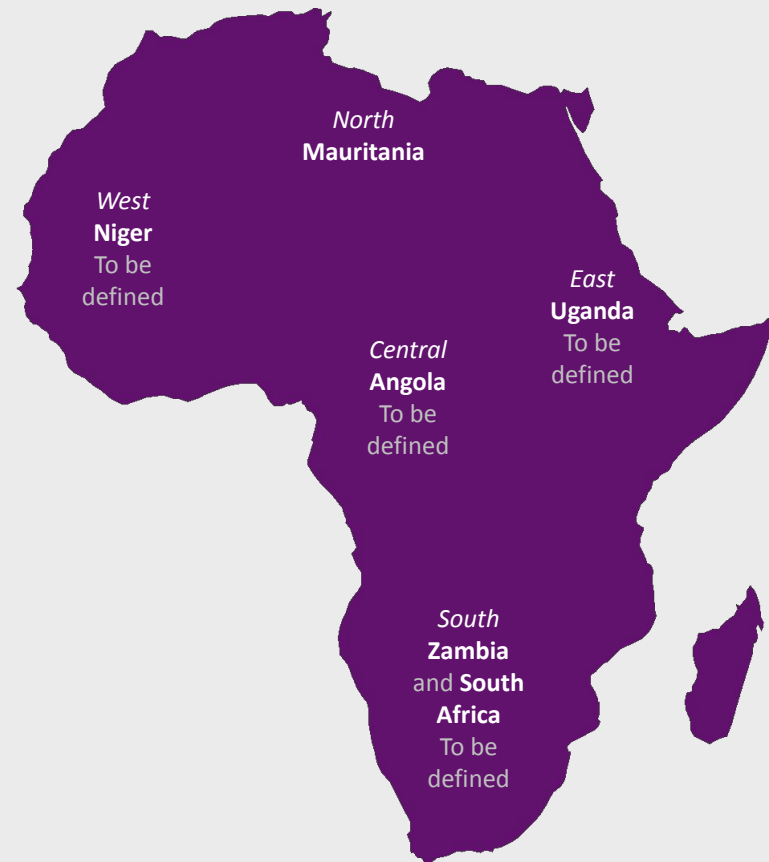 North
Mauritania
West
Niger
To be
defined
East
Uganda
To be
defined
Central
Angola
To be
defined
South
Zambia
and South
Africa
To be
defined